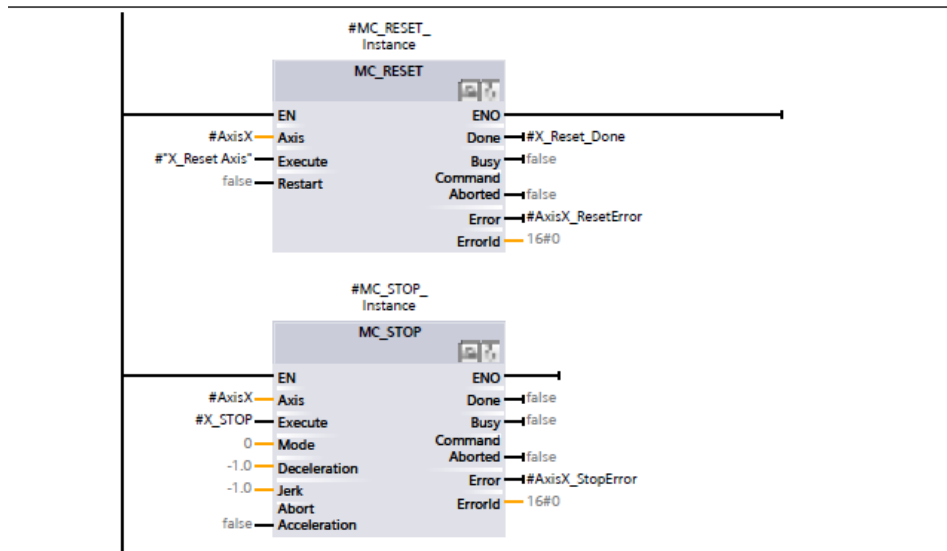 #MC_RESET_
Instance
MC_RESET
EN ENO
#AxisX Axis Done #X_Reset_Done
#"X_Reset Axis" Execute Busy false
false Restart Command
Aborted false
Error #AxisX_ResetError
ErrorId 16#0
#MC_STOP_
Instance
MC_STOP
EN ENO
#AxisX Axis Done false
#X_STOP Execute Busy false
0 Mode Command
Aborted false
-1.0 Deceleration
Error #AxisX_StopError
-1.0 Jerk
Abort ErrorId 16#0
false Acceleration